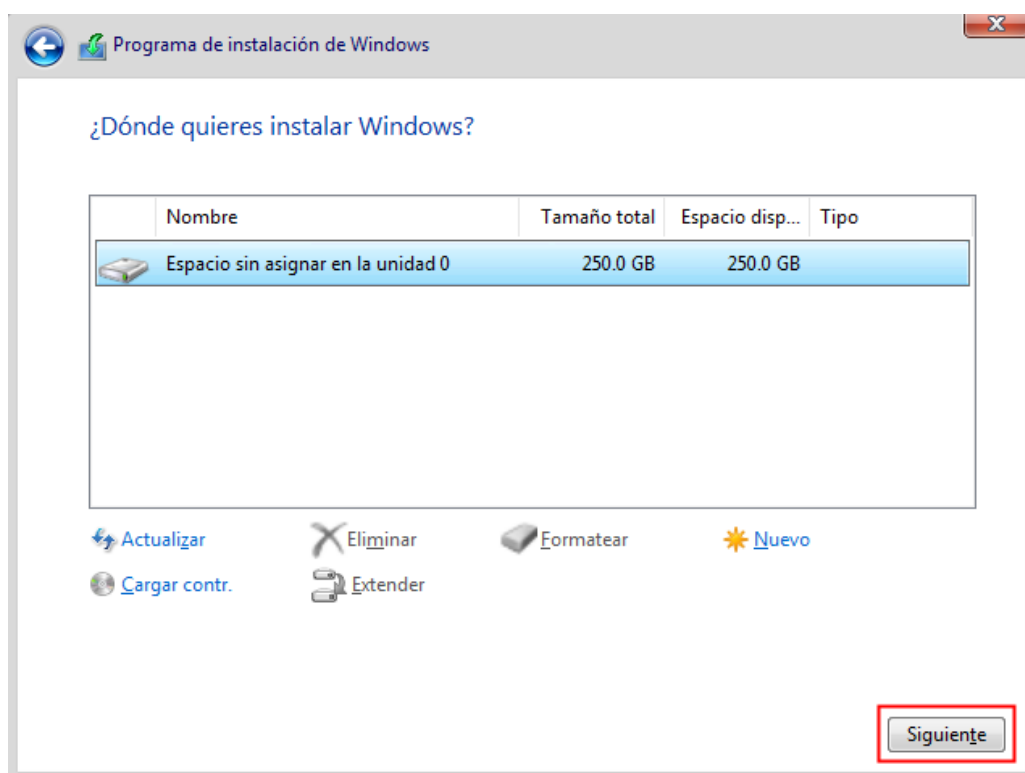 Programa de instalación de Windows
¿Dónde quieres instalar Windows?
Nombre Tamaño total Espacio disp... Tipo
Espacio sin asignar en la unidad 0 250.0 GB 250.0 GB
Actualizar Eliminar Formatear Nuevo
Cargar contr. Extender
Siguiente